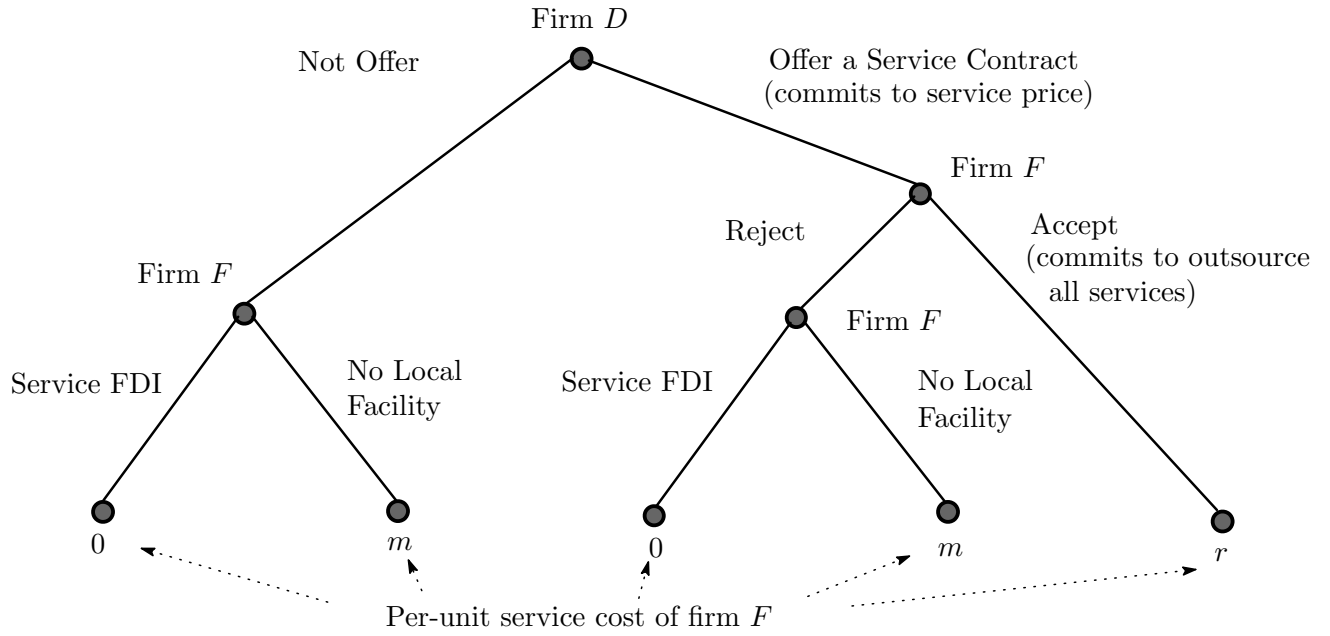 Firm D
Not Offer
Offer a Service Contract
(commits to service price)
Firm F
Reject
Accept
(commits to outsource
all services)
Firm F
Firm F
Service FDI
No Local
Facility
Service FDI
No Local
Facility
0
m
0
m
r
Per-unit service cost of firm F